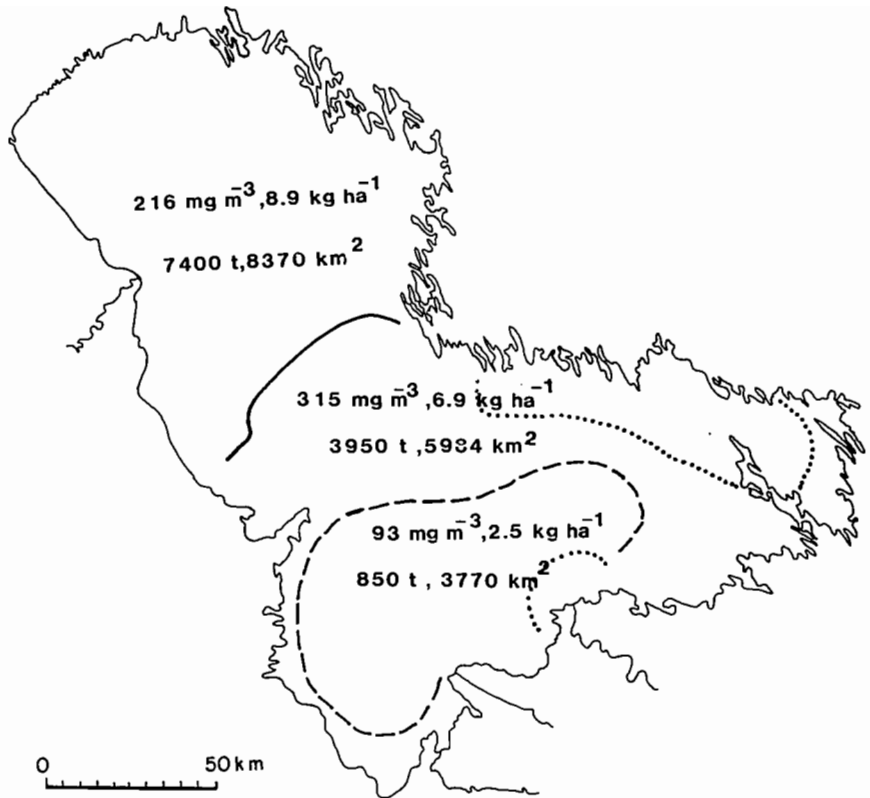 216 mg m⁻³,8.9 kg ha⁻¹
7400 t,8370 km²
315 mg m⁻³,6.9 kg ha⁻¹
3950 t ,5984 km²
93 mg m⁻³,2.5 kg ha⁻¹
850 t , 3770 km²
0 50 km